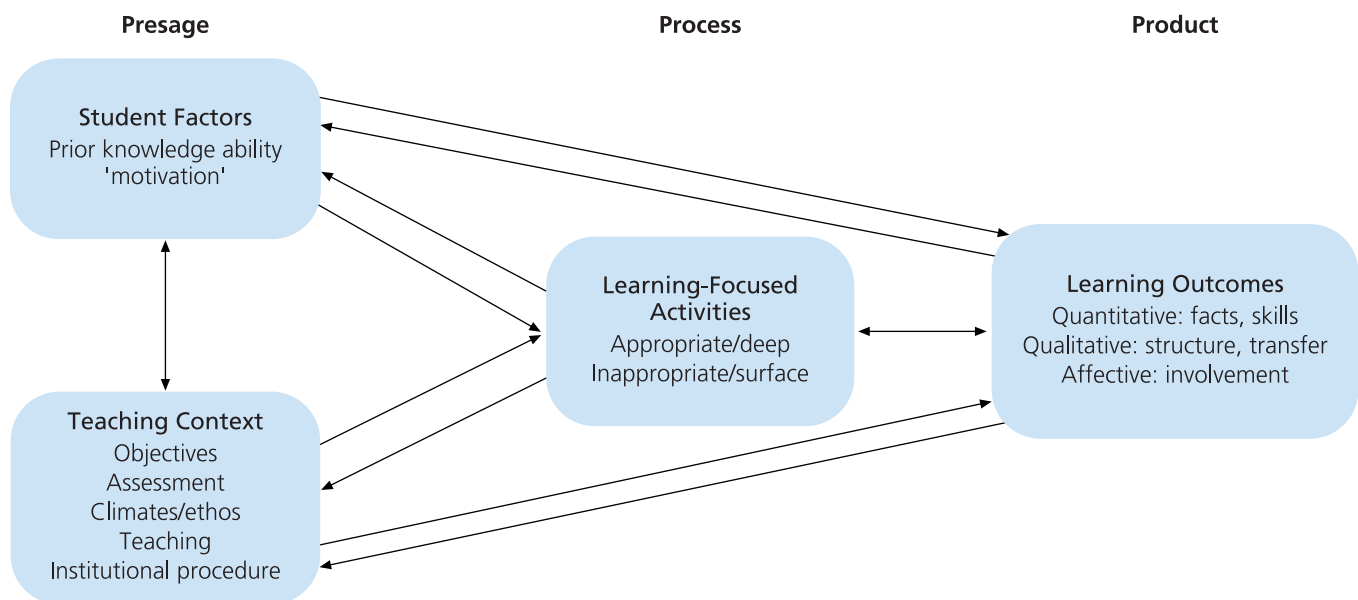 Presage
Process
Product
Student Factors
Prior knowledge ability
'motivation'
Learning-Focused
Activities
Appropriate/deep
Inappropriate/surface
Learning Outcomes
Quantitative: facts, skills
Qualitative: structure, transfer
Affective: involvement
Teaching Context
Objectives
Assessment
Climates/ethos
Teaching
Institutional procedure